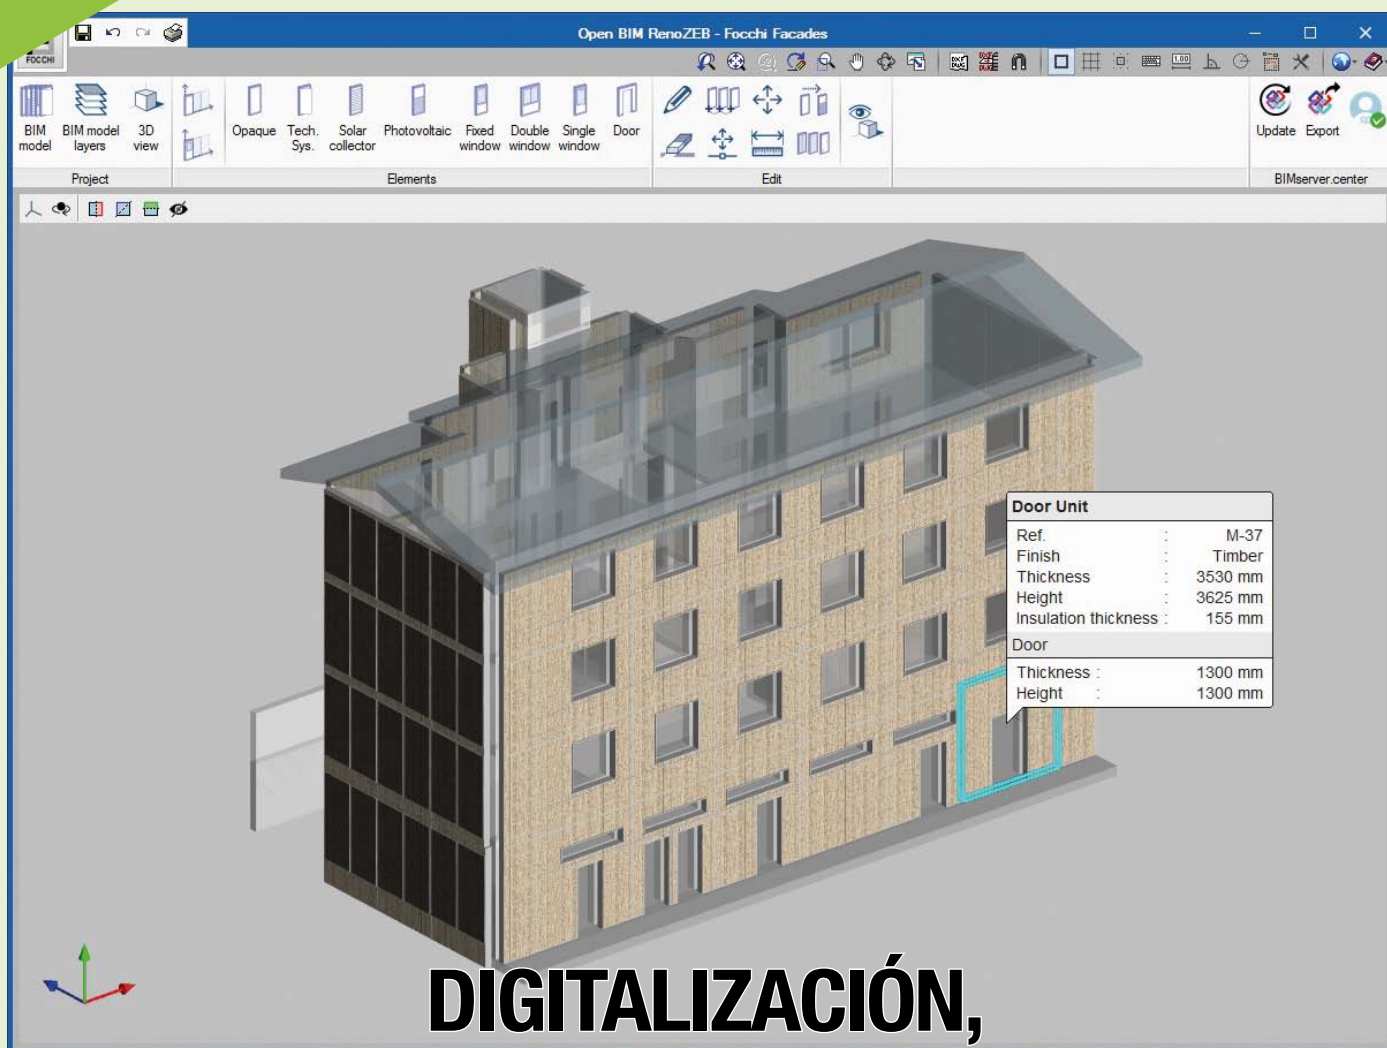 Open BIM RenoZEB - Focchi Facades
FOCCHI
BIM model
BIM model layers
3D view
Opaque
Tech. Sys.
Solar collector
Photovoltaic
Fixed window
Double window
Single window
Door
Update
Export
Project
Elements
Edit
BIMserver.center
Door Unit
Ref. : M-37
Finish : Timber
Thickness : 3530 mm
Height : 3625 mm
Insulation thickness : 155 mm
Door
Thickness : 1300 mm
Height : 1300 mm
DIGITALIZACIÓN,